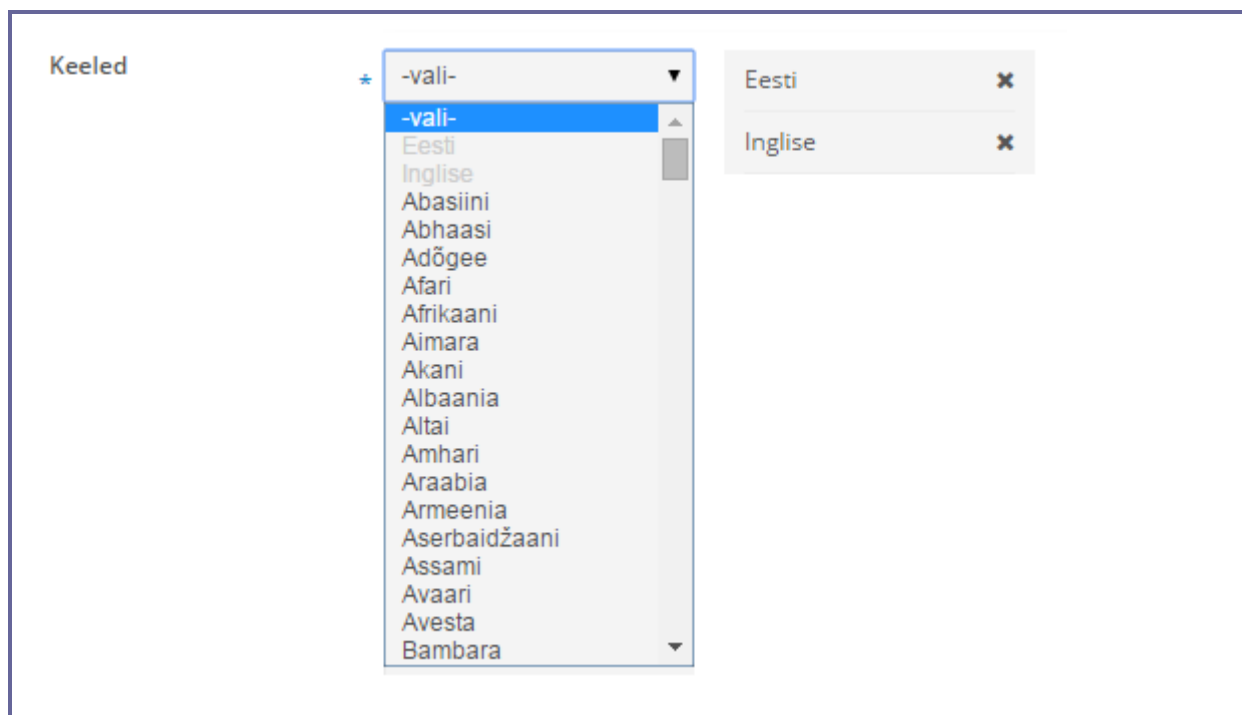 Keeled
* -vali-
-vali-
Eesti
Inglise
Abasiini
Abhaasi
Adõgee
Afari
Afrikaani
Aimara
Akani
Albaania
Altai
Amhari
Araabia
Armeenia
Aserbaidžaani
Assami
Avaari
Avesta
Bambara
Eesti
Inglise